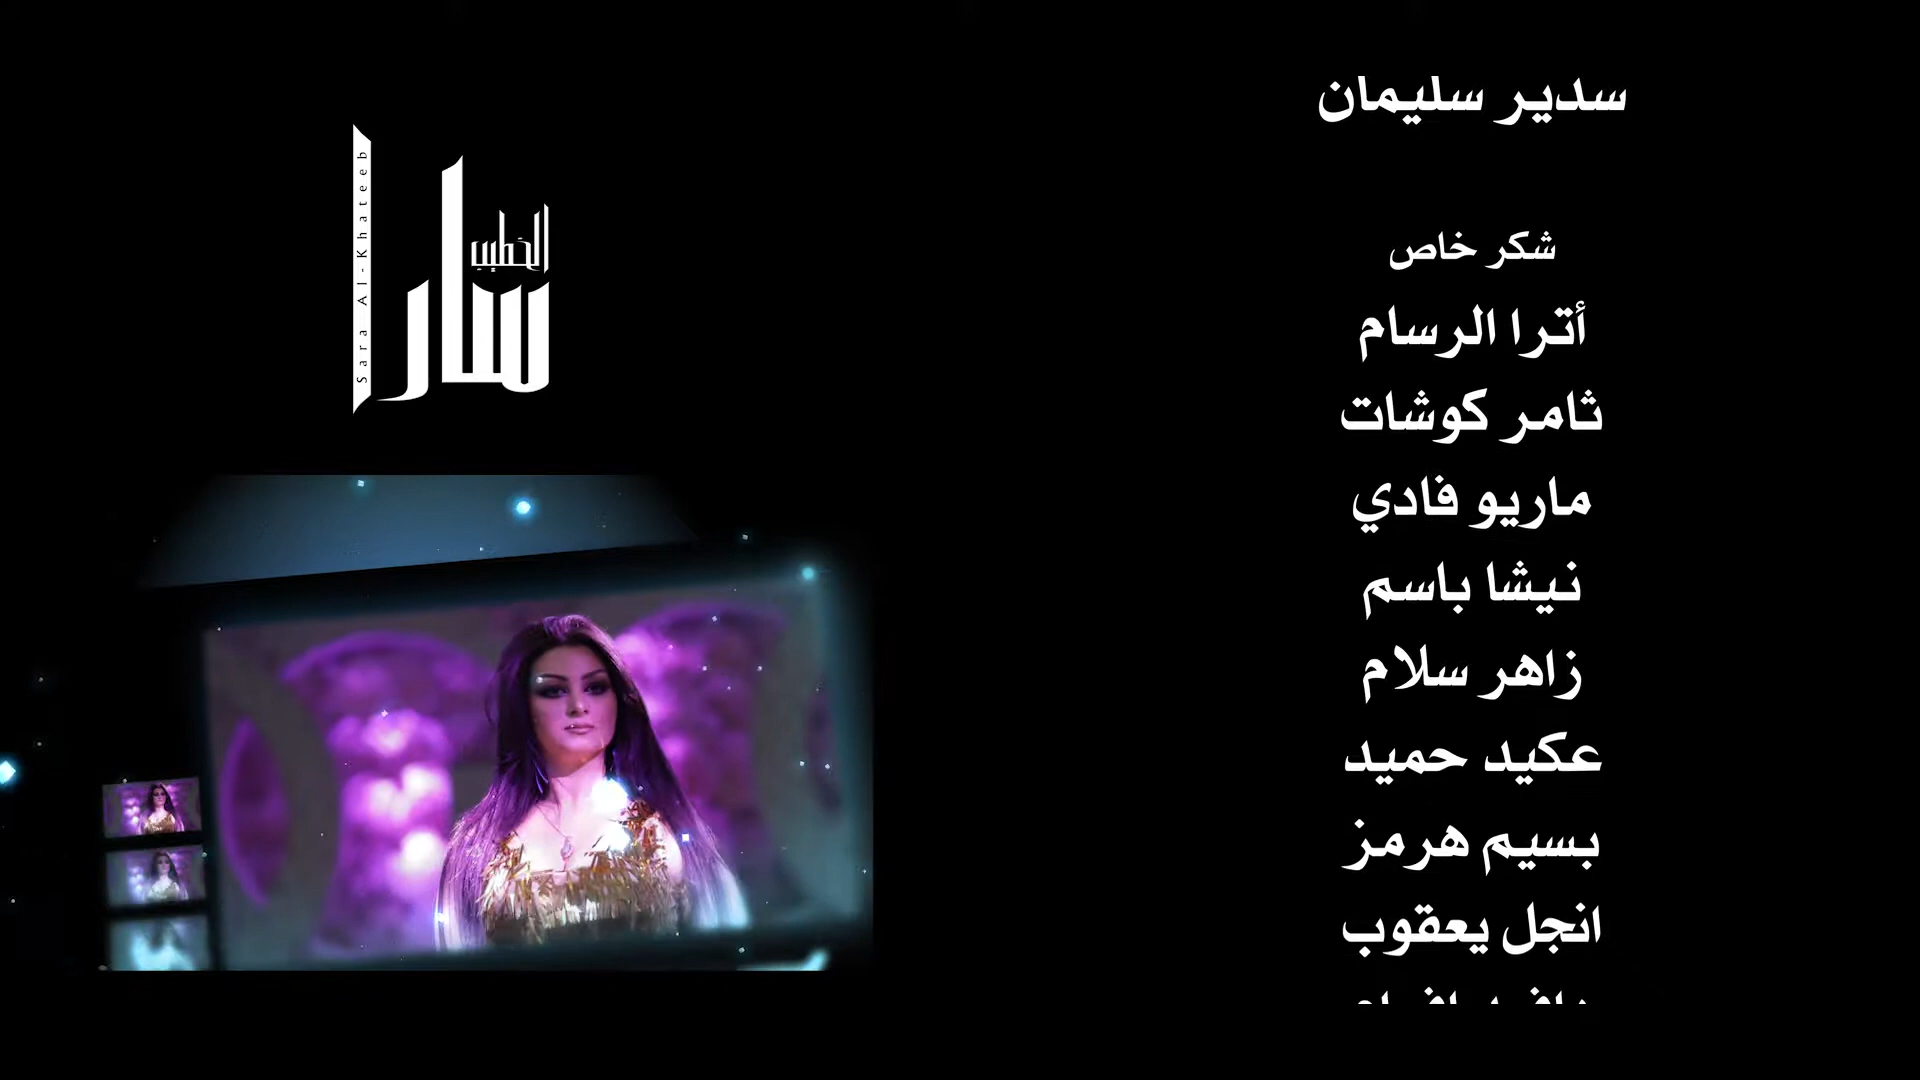 سدير سليمان
شكر خاص
أترا الرسام
ثامر كوشات
ماريو فادي
نيشا باسم
زاهر سلام
عكيد حميد
بسيم هرمز
انجل يعقوب
سارا
الخطيب
Sara Al-Khateeb